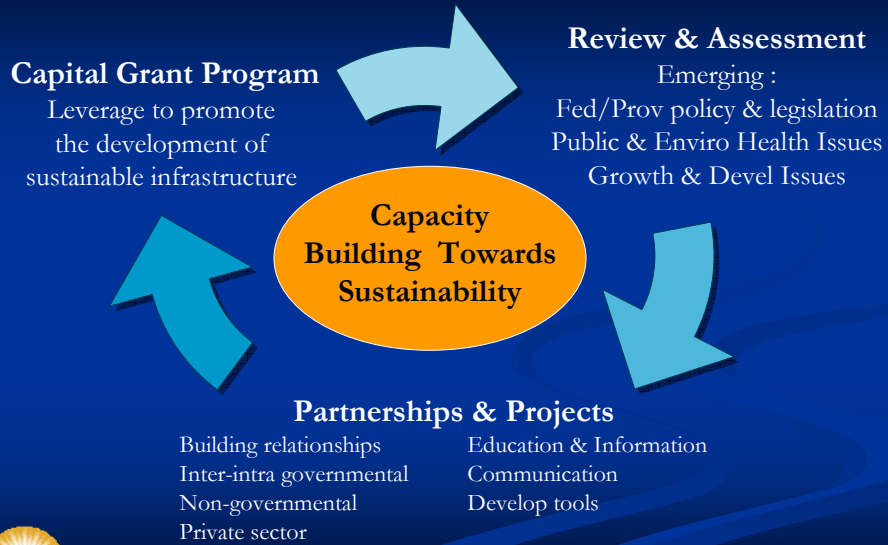 Capital Grant Program
Leverage to promote
the development of
sustainable infrastructure
Review & Assessment
Emerging :
Fed/Prov policy & legislation
Public & Enviro Health Issues
Growth & Devel Issues
Capacity
Building Towards
Sustainability
Partnerships & Projects
Building relationships
Inter-intra governmental
Non-governmental
Private sector
Education & Information
Communication
Develop tools